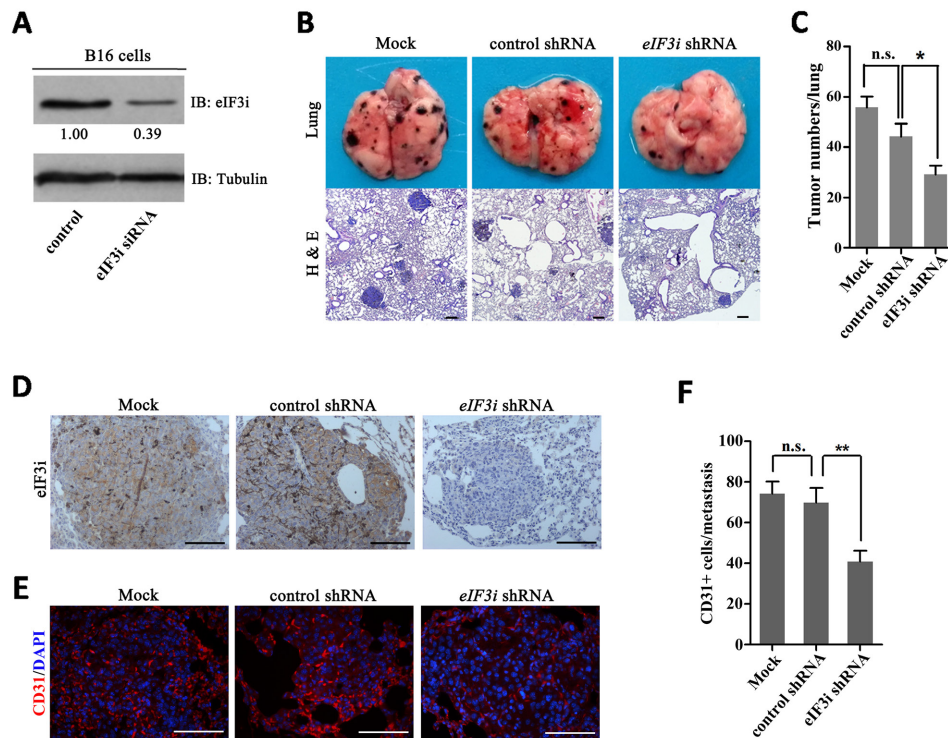 A
B16 cells
IB: eIF3i
1.00 0.39
IB: Tubulin
control
eIF3i siRNA
B
Mock control shRNA eIF3i shRNA
Lung
H & E
C
Tumor numbers/lung
80
60
40
20
0
n.s. *
Mock
control shRNA
eIF3i shRNA
D
Mock control shRNA eIF3i shRNA
eIF3i
E
Mock control shRNA eIF3i shRNA
CD31/DAPI
F
CD31+ cells/metastasis
100
80
60
40
20
0
n.s. **
Mock
control shRNA
eIF3i shRNA